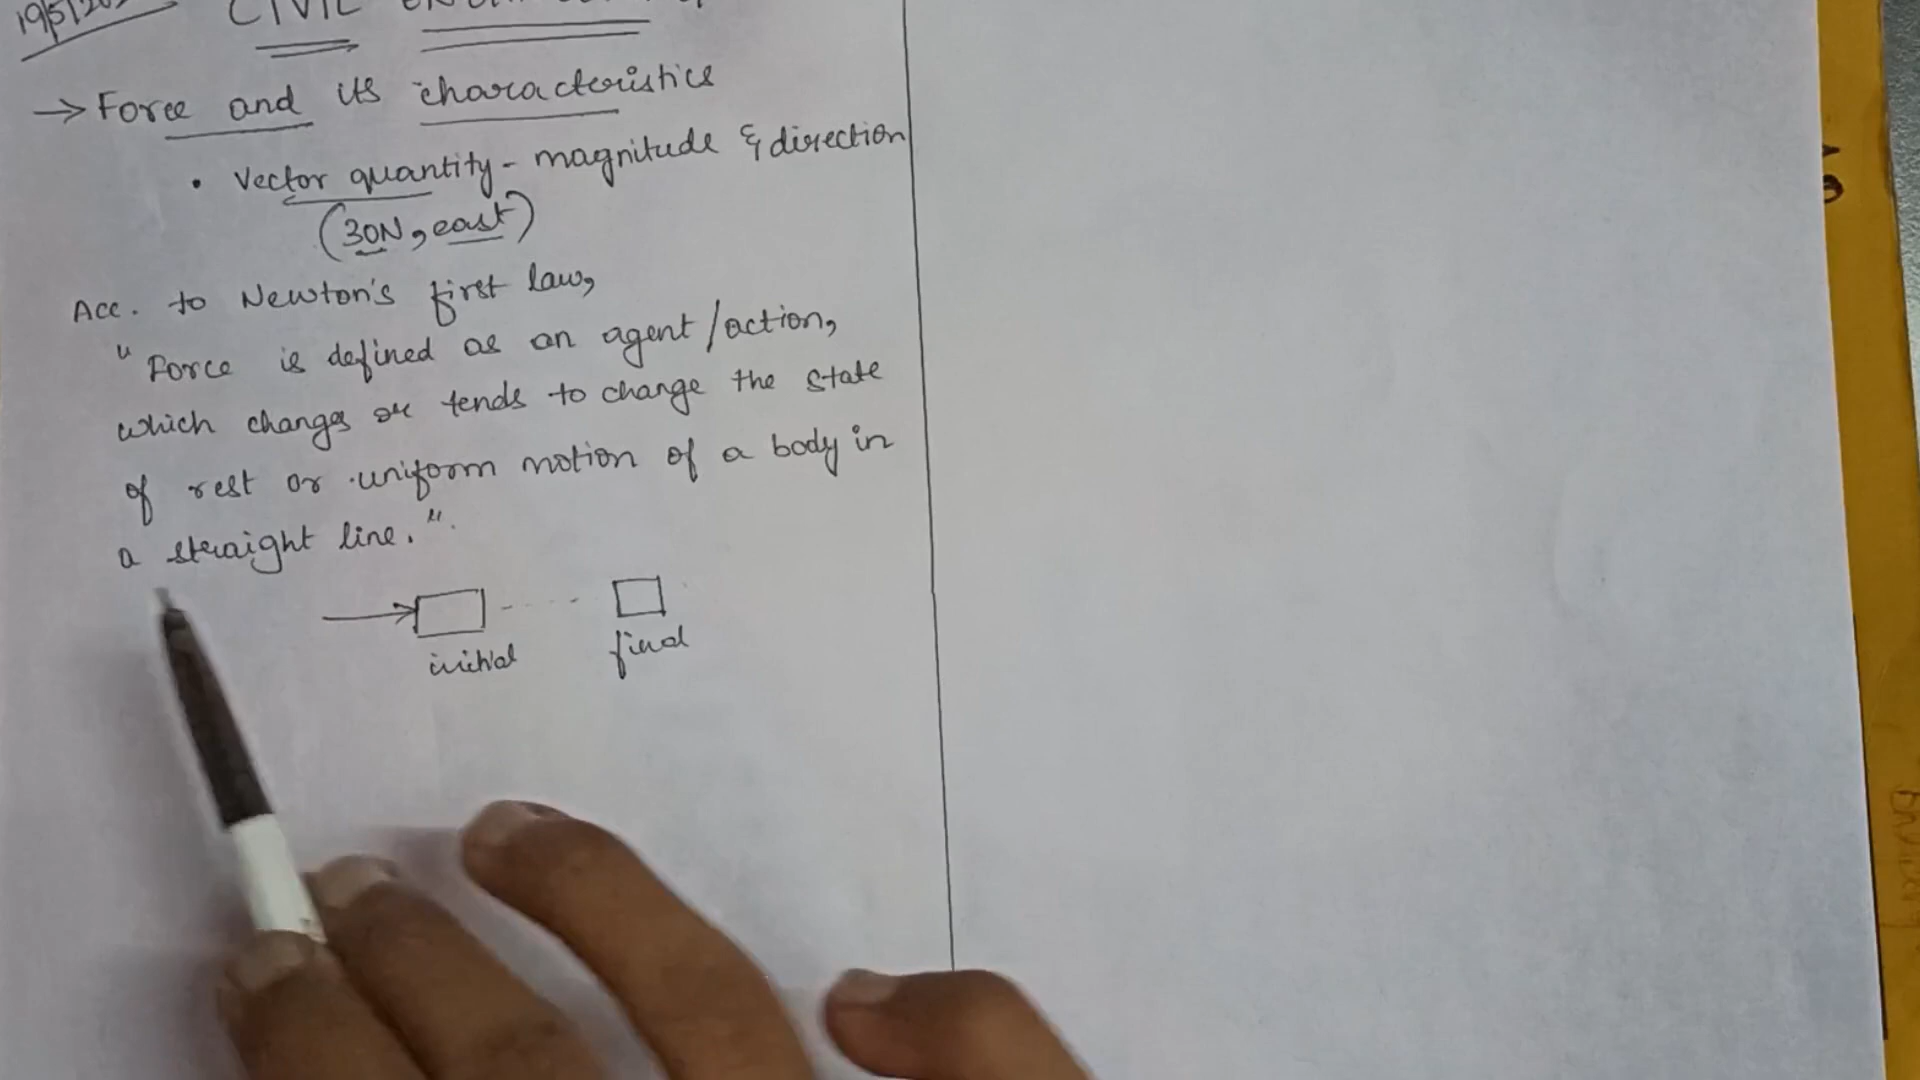 CIVIL
→ Force and its characteristics
• Vector quantity - magnitude & direction
(30N, east)
Acc. to Newton's first law,
"Force is defined as an agent/action,
which changes or tends to change the state
of rest or uniform motion of a body in
a straight line.".
initial final